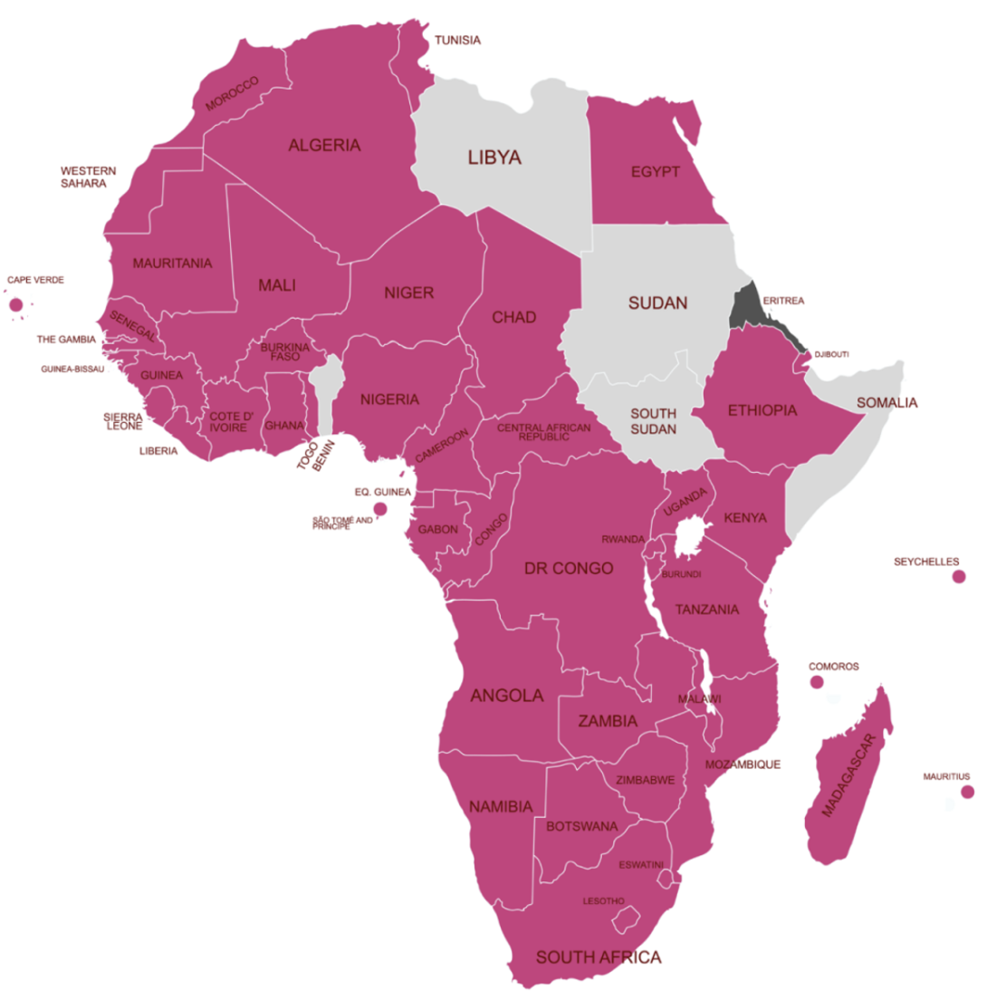 TUNISIA
MOROCCO
ALGERIA
LIBYA
EGYPT
WESTERN
SAHARA
CAPE VERDE
MAURITANIA
MALI
NIGER
CHAD
SUDAN
ERITREA
SENEGAL
THE GAMBIA
GUINEA-BISSAU
GUINEA
BURKINA
FASO
DJIBOUTI
NIGERIA
SIERRA
LEONE
COTE D'
IVOIRE
GHANA
LIBERIA
TOGO
BENIN
CAMEROON
CENTRAL AFRICAN
REPUBLIC
SOUTH
SUDAN
ETHIOPIA
SOMALIA
EQ. GUINEA
SÃO TOMÉ AND
PRINCIPE
GABON
CONGO
UGANDA
KENYA
RWANDA
DR CONGO
BURUNDI
TANZANIA
SEYCHELLES
COMOROS
ANGOLA
ZAMBIA
MALAWI
MOZAMBIQUE
MADAGASCAR
MAURITIUS
ZIMBABWE
NAMIBIA
BOTSWANA
ESWATINI
LESOTHO
SOUTH AFRICA